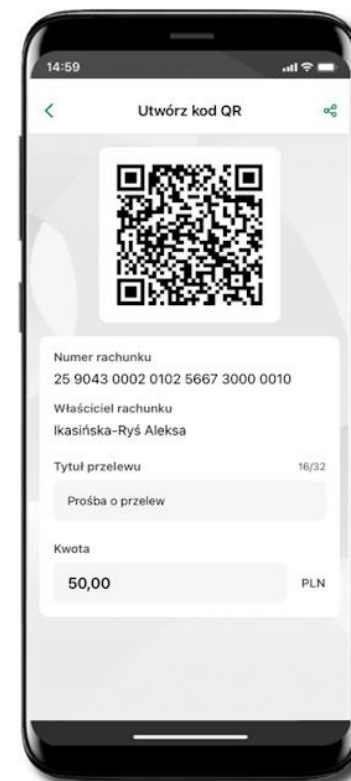 14:59
Utwórz kod QR
Numer rachunku
25 9043 0002 0102 5667 3000 0010
Właściciel rachunku
Ikasińska-Ryś Aleksa
Tytuł przelewu 16/32
Prośba o przelew
Kwota
50,00 PLN